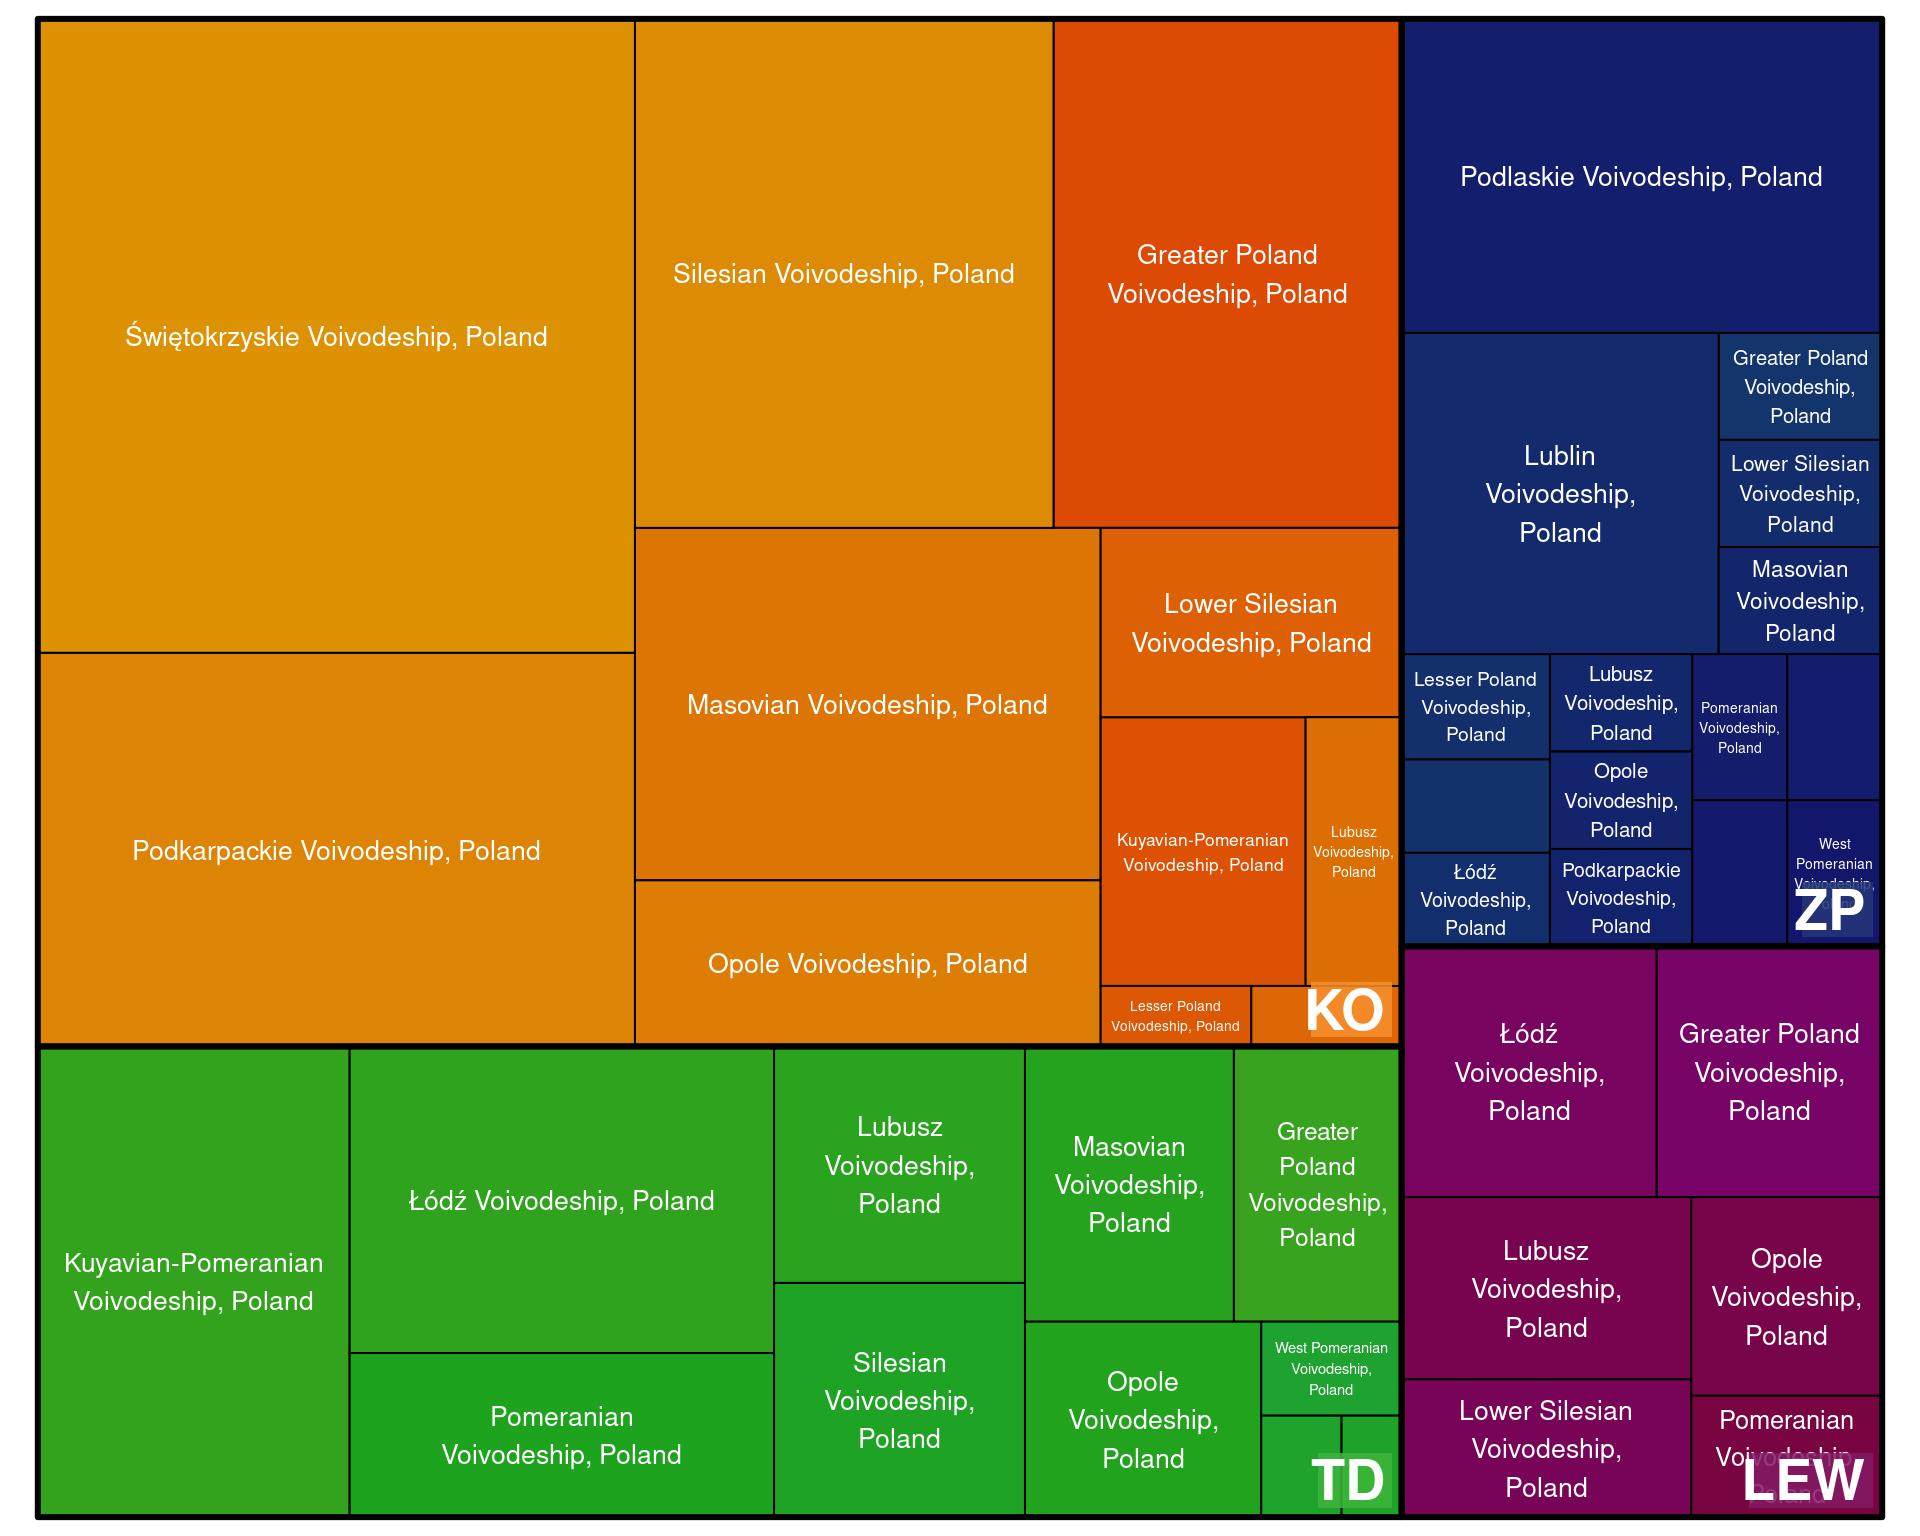 Świętokrzyskie Voivodeship, Poland
Silesian Voivodeship, Poland
Greater Poland
Voivodeship, Poland
Podkarpackie Voivodeship, Poland
Masovian Voivodeship, Poland
Opole Voivodeship, Poland
Lower Silesian
Voivodeship, Poland
Kuyavian-Pomeranian
Voivodeship, Poland
Lubusz
Voivodeship,
Poland
Lesser Poland
Voivodeship, Poland
KO
Podlaskie Voivodeship, Poland
Lublin
Voivodeship,
Poland
Greater Poland
Voivodeship,
Poland
Lower Silesian
Voivodeship,
Poland
Masovian
Voivodeship,
Poland
Lesser Poland
Voivodeship,
Poland
Łódź
Voivodeship,
Poland
Lubusz
Voivodeship,
Poland
Opole
Voivodeship,
Poland
Podkarpackie
Voivodeship,
Poland
Pomeranian
Voivodeship,
Poland
West
Pomeranian
Voivodeship,
Poland
ZP
Kuyavian-Pomeranian
Voivodeship, Poland
Łódź Voivodeship, Poland
Pomeranian
Voivodeship, Poland
Lubusz
Voivodeship,
Poland
Silesian
Voivodeship,
Poland
Masovian
Voivodeship,
Poland
Greater
Poland
Voivodeship,
Poland
Opole
Voivodeship,
Poland
West Pomeranian
Voivodeship,
Poland
TD
Łódź
Voivodeship,
Poland
Greater Poland
Voivodeship,
Poland
Lubusz
Voivodeship,
Poland
Opole
Voivodeship,
Poland
Lower Silesian
Voivodeship,
Poland
Pomeranian
Voivodeship,
Poland
LEW